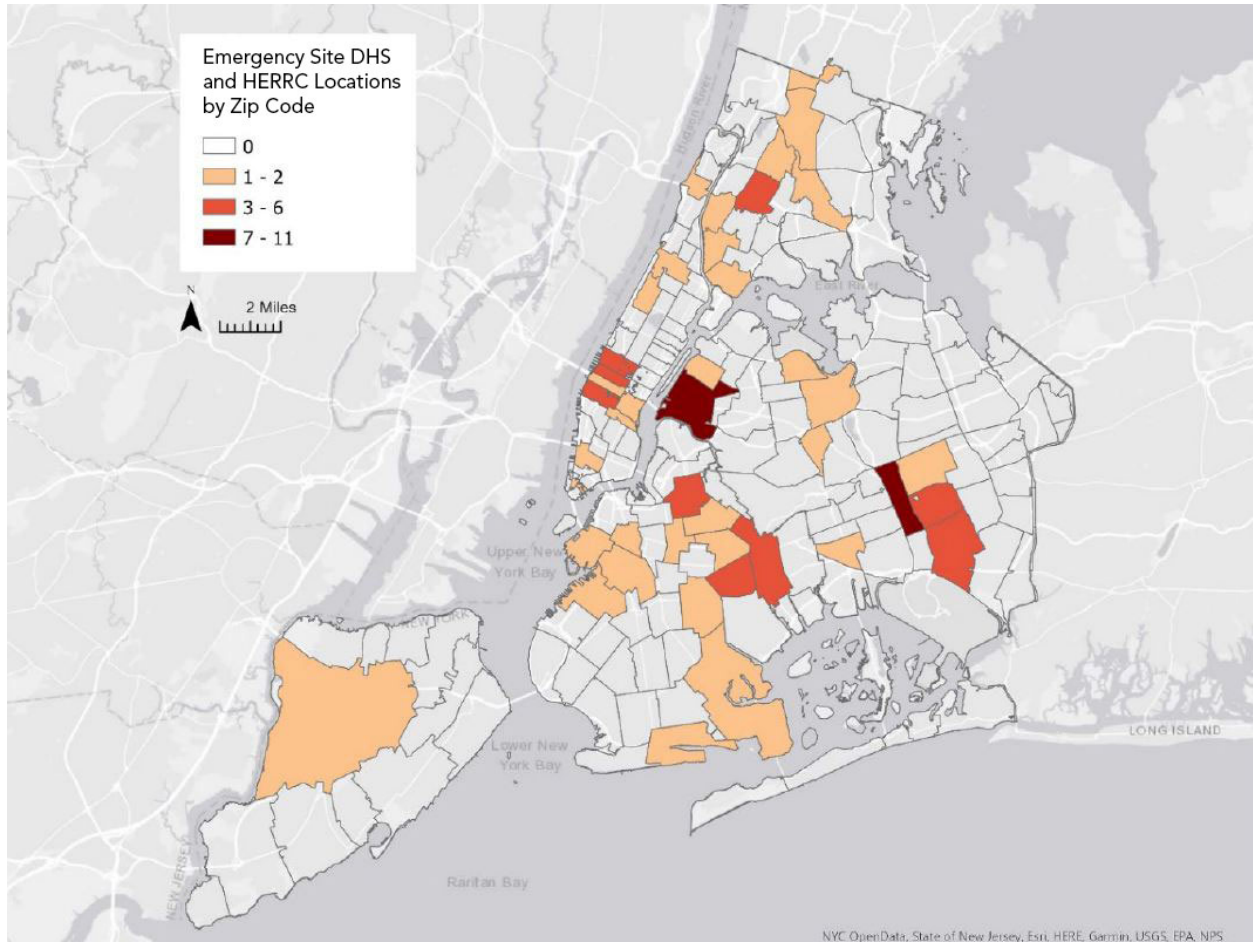 Emergency Site DHS
and HERRC Locations
by Zip Code
0
1 - 2
3 - 6
7 - 11
N
2 Miles
Hudson River
East River
Upper New
York Bay
NEW YORK
LONG ISLAND
Lower New
York Bay
NEW JERSEY
Raritan Bay
NYC OpenData, State of New Jersey, Esri, HERE, Garmin, USGS, EPA, NPS